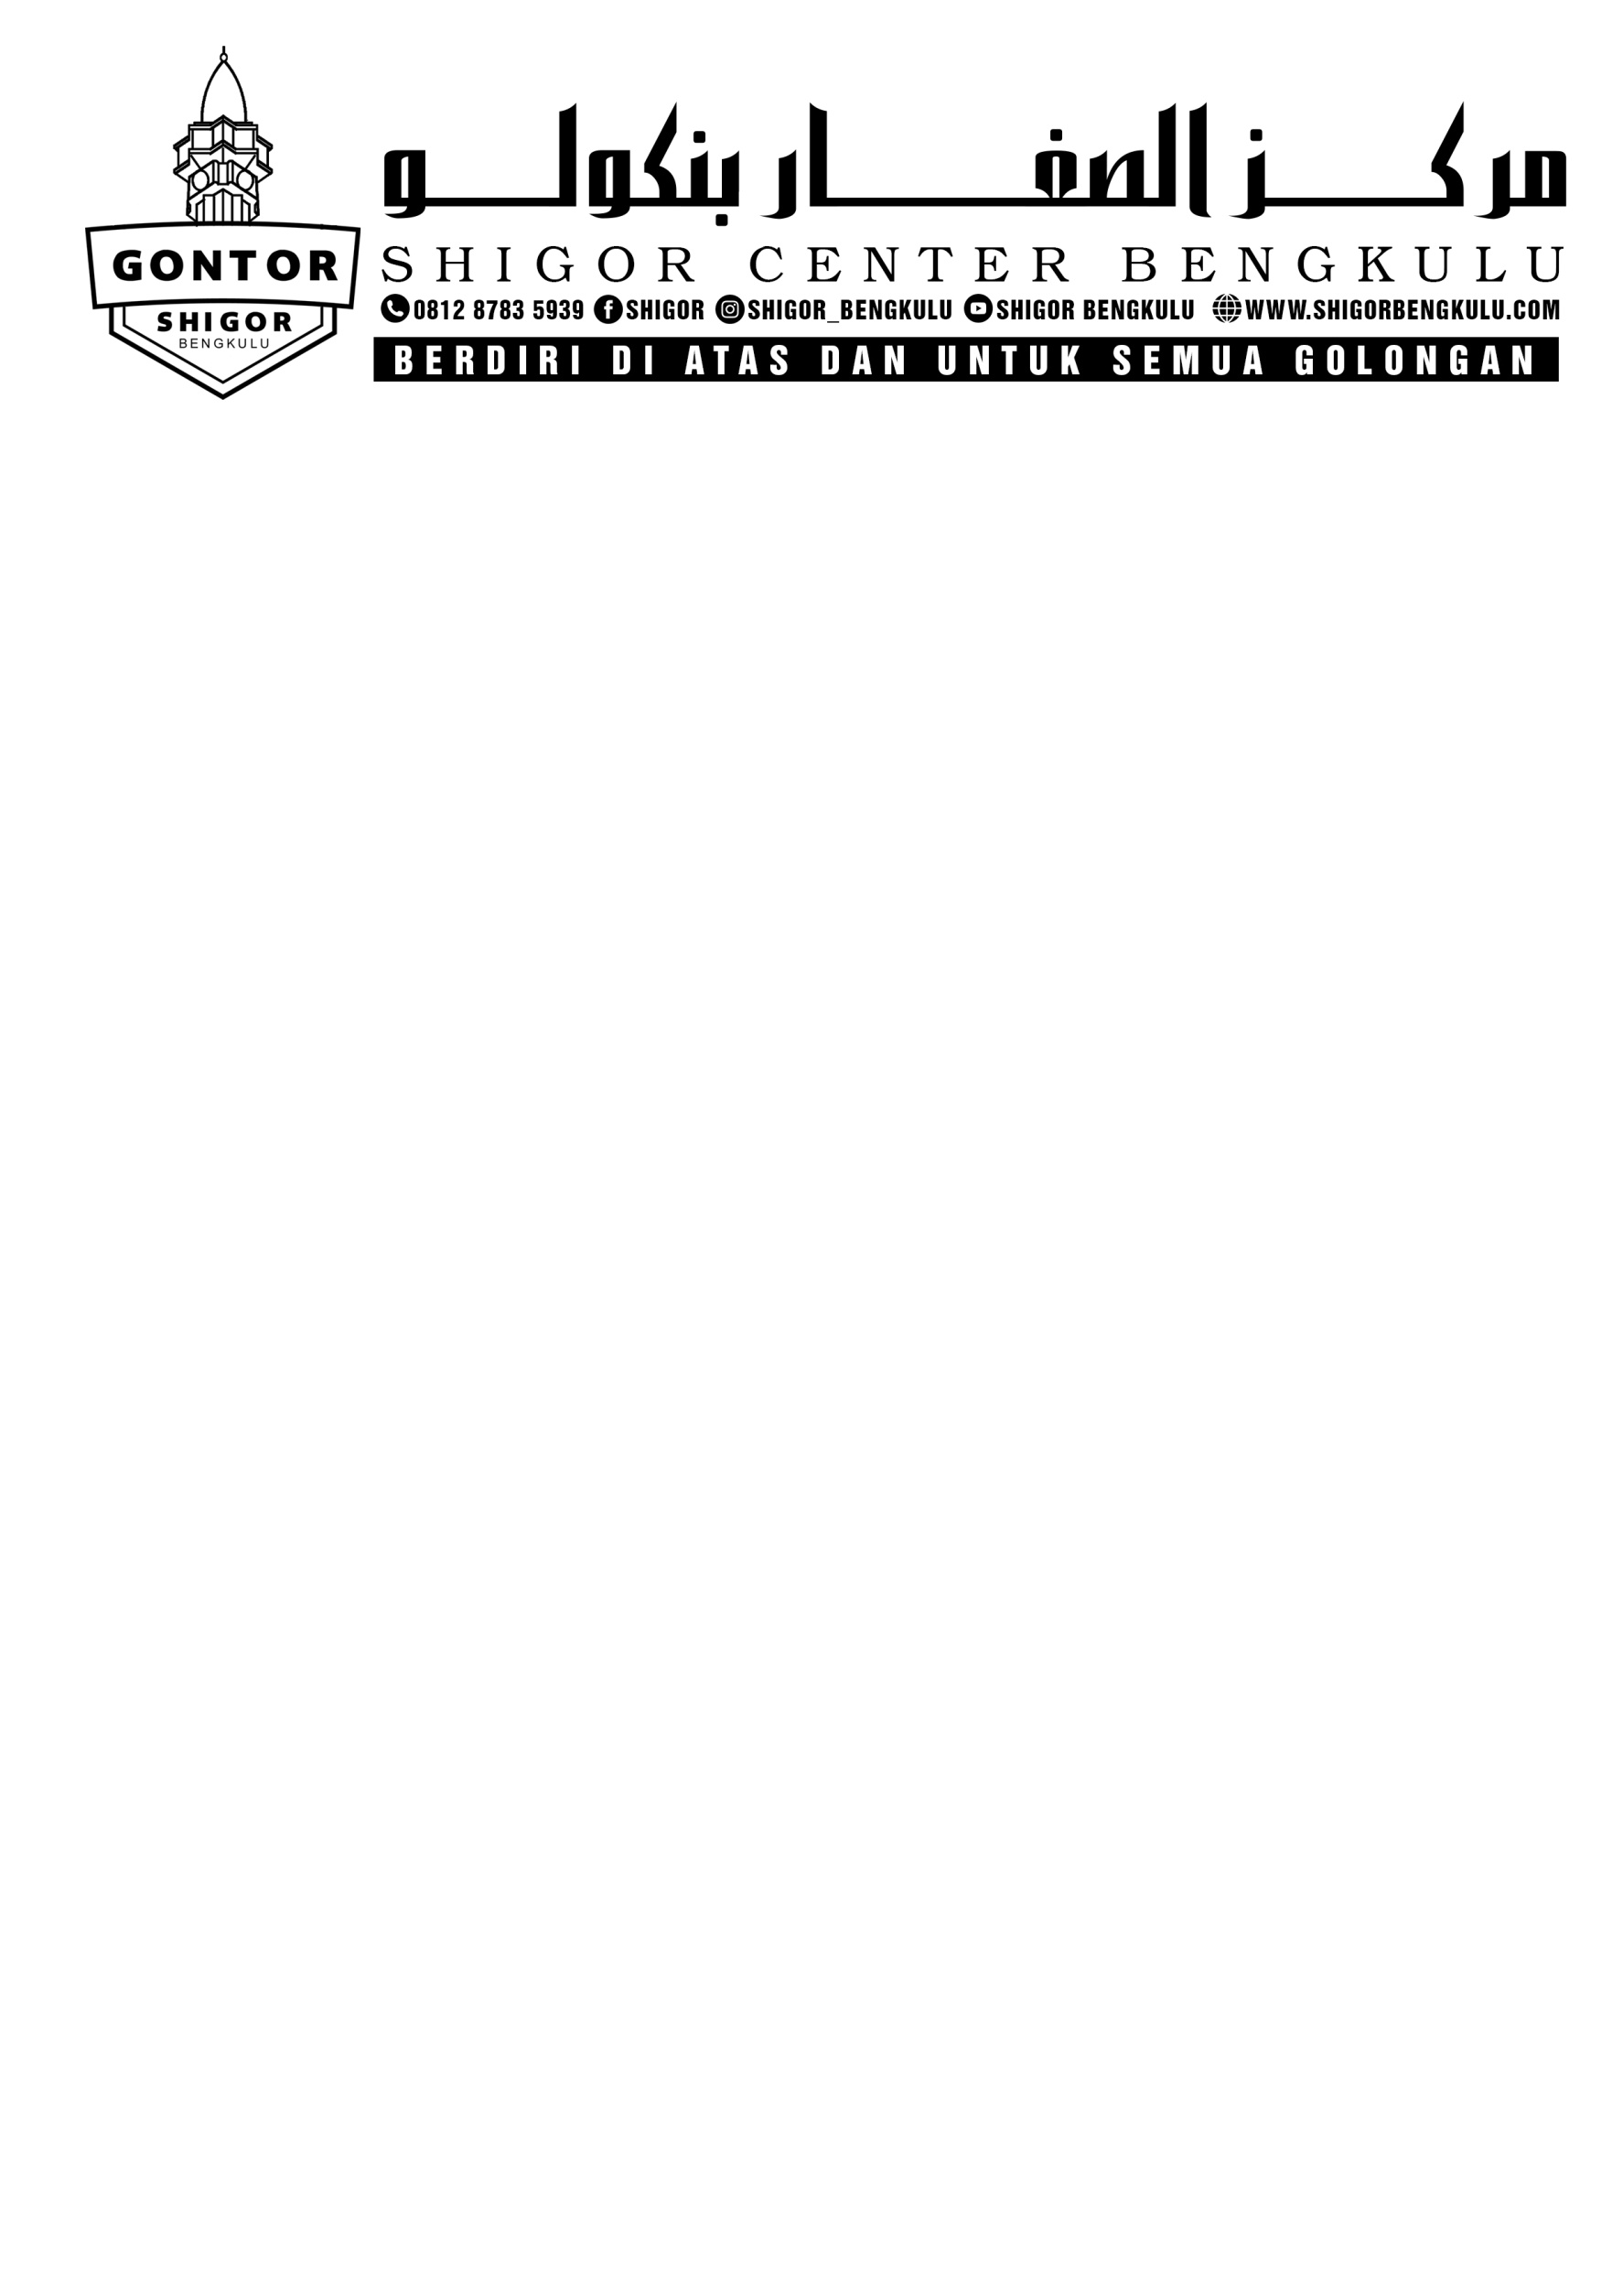 GONTOR
SHIGOR
BENGKULU
مركز الصغار بنكولو
SHIGOR CENTER BENGKULU
0812 8783 5939 SHIGOR SHIGOR_BENGKULU SHIGOR BENGKULU WWW.SHIGORBENGKULU.COM
BERDIRI DI ATAS DAN UNTUK SEMUA GOLONGAN